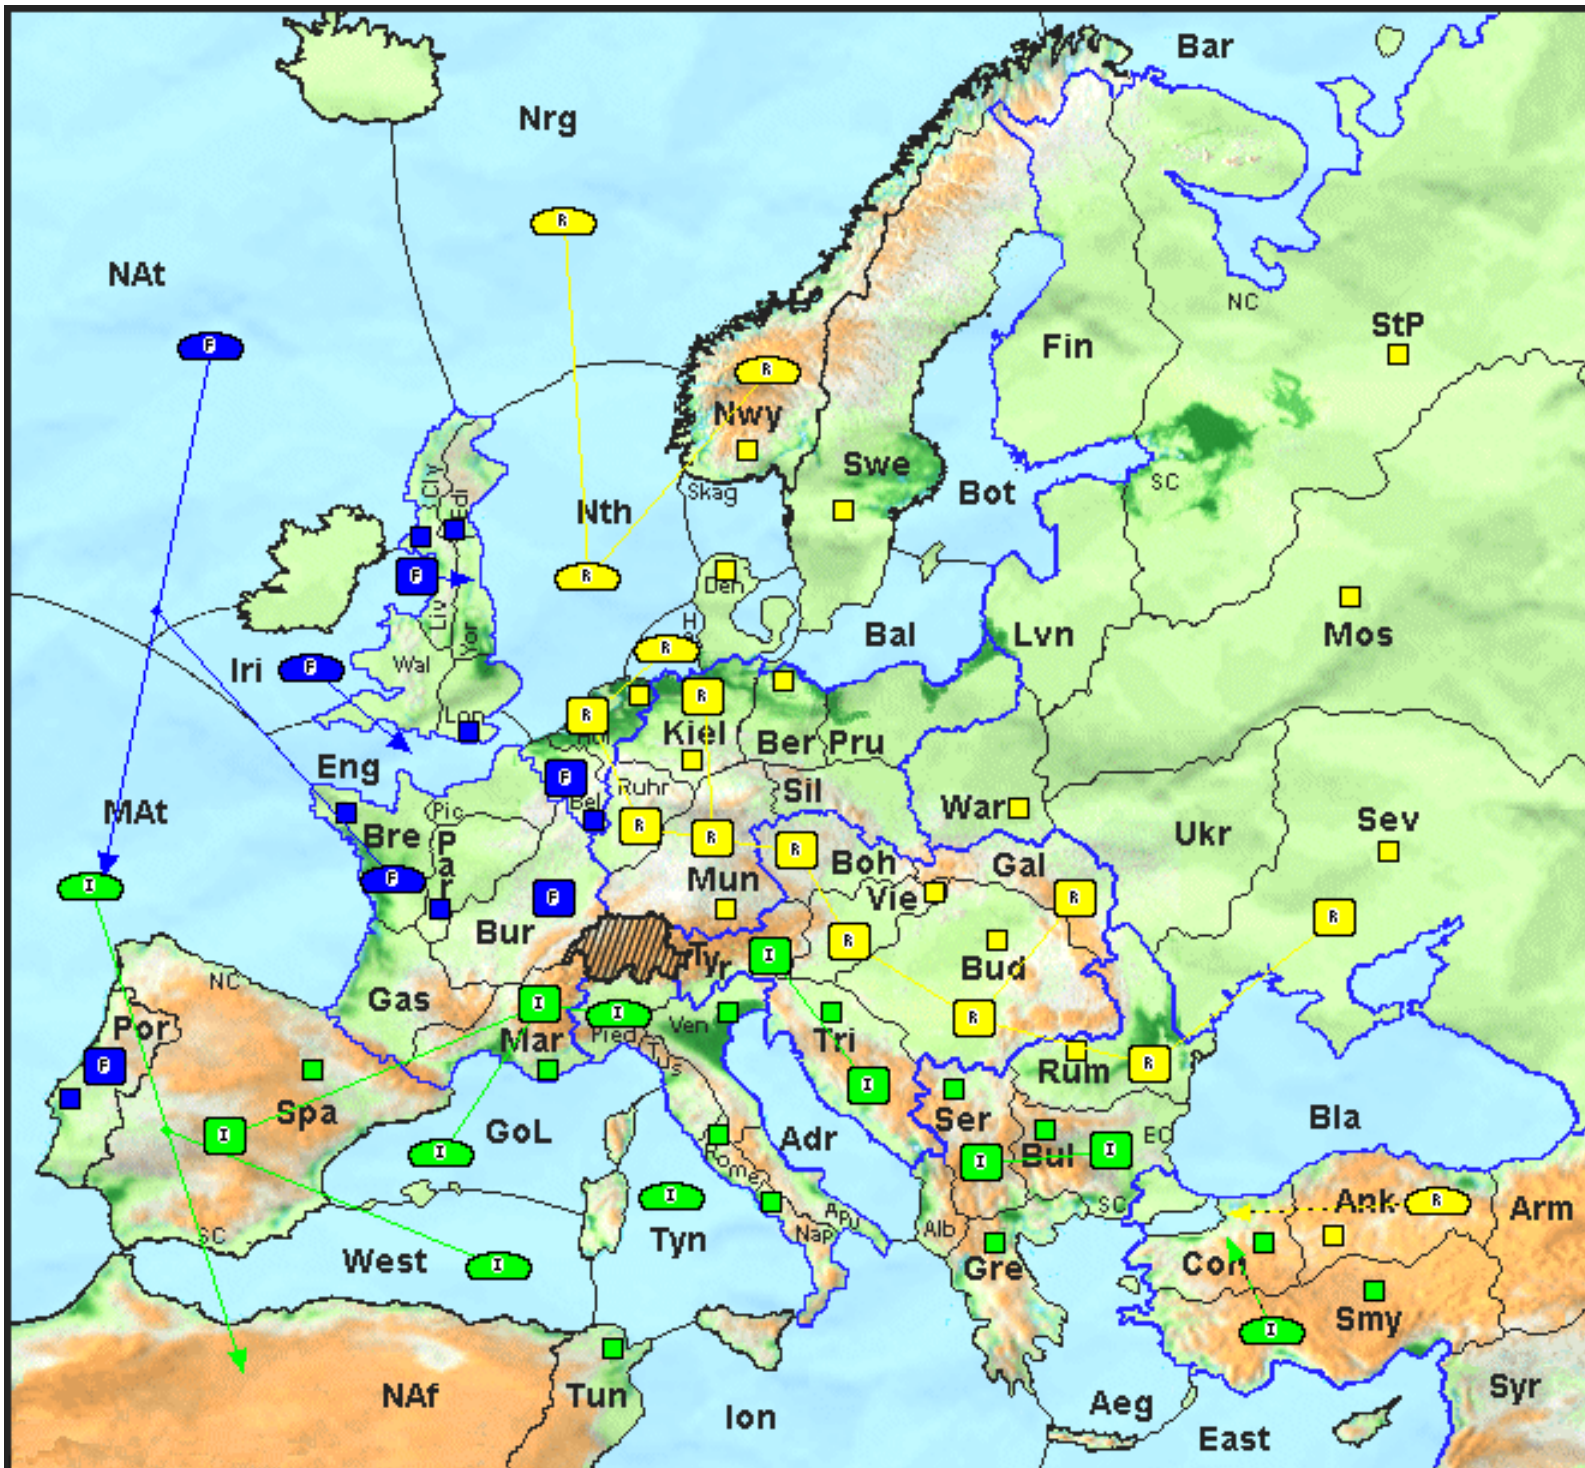 Bar
Nrg
NAt
NC
StP
Fin
R
F
R
Nwy
Swe
Cly
Edl
Skag
Bot
SC
Nth
F
R
Den
Liv
Yor
H
Bal
Lvn
Mos
Iri
F
Wal
R
R
R
Lon
Kiel
Ber
Pru
Eng
F
Ruhr
Sil
Bel
MAt
Pic
War
Bre
Par
R
R
R
Boh
Gal
Ukr
Sev
I
F
Mun
Vie
F
R
R
Bur
Tyr
I
R
Bud
NC
Gas
I
I
Ven
R
Por
Mar
Pied
Tri
Tus
Rum
R
F
I
Spa
Ser
Bla
I
GoL
Adr
Bul
I
EC
I
Rome
I
I
SC
Ank
R
Arm
SC
West
Tyn
Apu
Nap
Alb
Gre
Con
I
I
Smy
NAf
Tun
Ion
Aeg
Syr
East